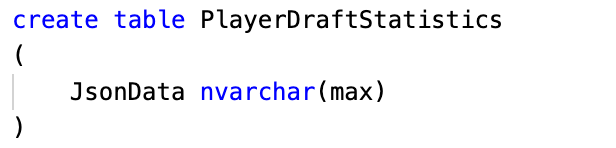 create table PlayerDraftStatistics
(
    JsonData nvarchar(max)
)